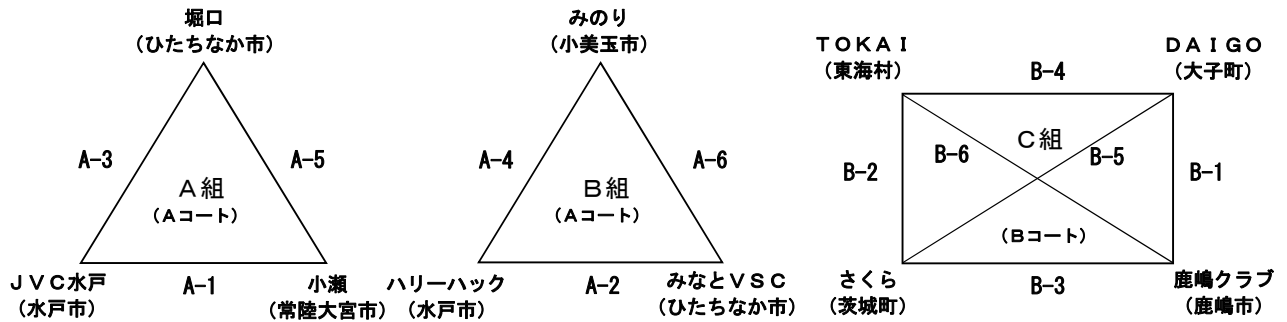 堀口
(ひたちなか市)
A-3
A-5
A組
(Aコート)
JVC水戸
(水戸市)
A-1
小瀬
(常陸大宮市)
みのり
(小美玉市)
A-4
A-6
B組
(Aコート)
ハリーハック
(水戸市)
A-2
みなとVSC
(ひたちなか市)
TOKAI
(東海村)
DAIGO
(大子町)
B-4
C組
B-6
B-5
B-2
B-1
(Bコート)
さくら
(茨城町)
B-3
鹿嶋クラブ
(鹿嶋市)